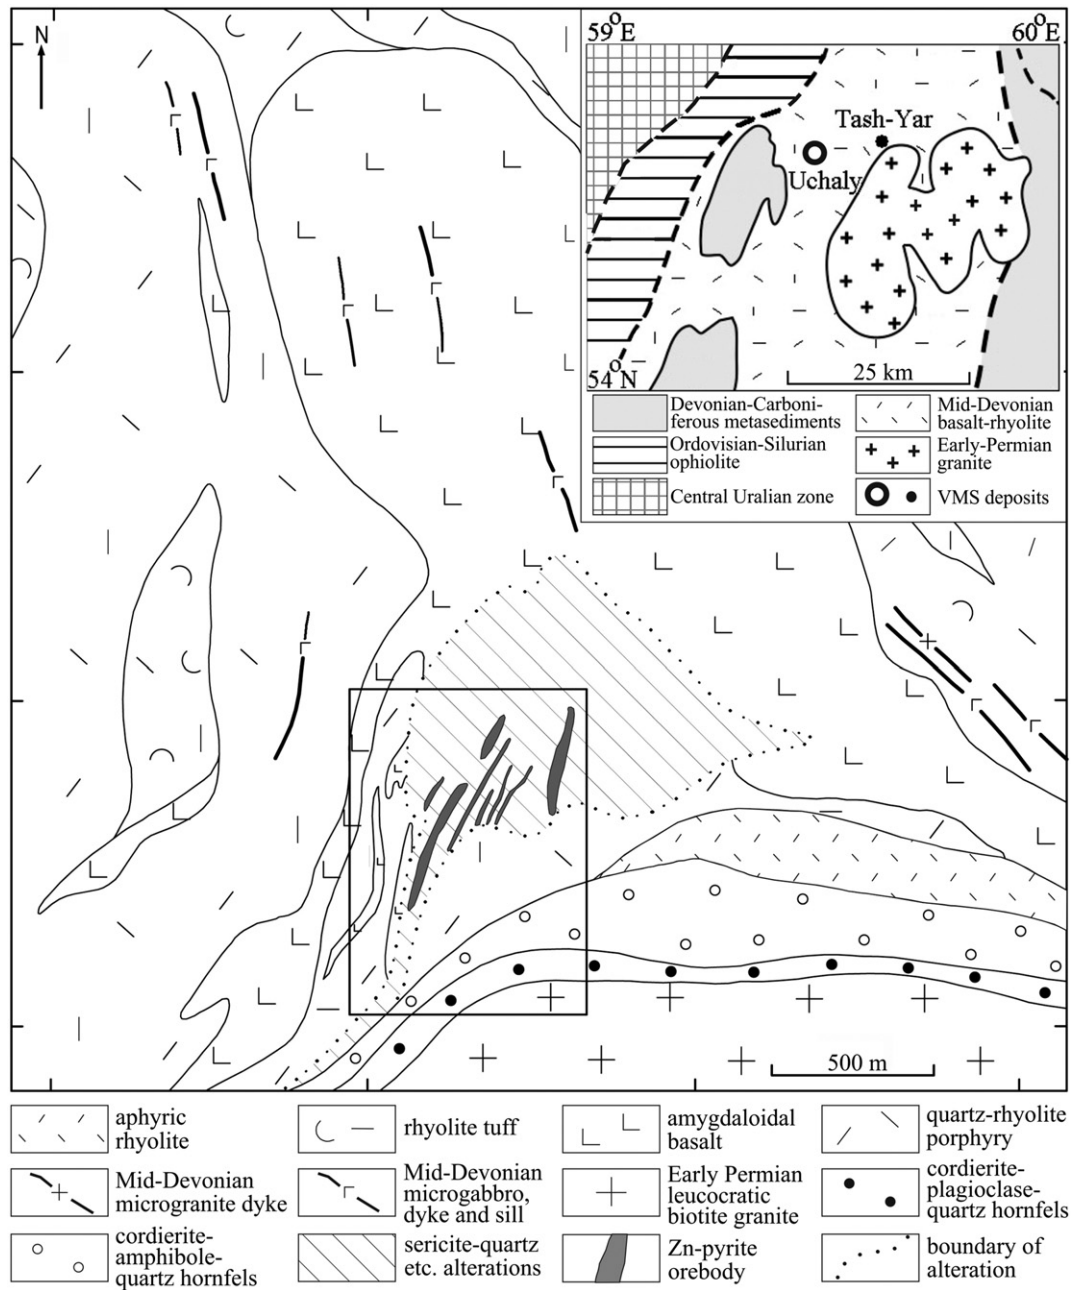 N
59°E
60°E
Tash-Yar
Uchaly
54°N
25 km
Devonian-Carboni-
ferous metasediments
Mid-Devonian
basalt-rhyolite
Ordovisian-Silurian
ophiolite
Early-Permian
granite
Central Uralian zone
VMS deposits
500 m
aphyric
rhyolite
rhyolite tuff
amygdaloidal
basalt
quartz-rhyolite
porphyry
Mid-Devonian
microgranite dyke
Mid-Devonian
microgabbro,
dyke and sill
Early Permian
leucocratic
biotite granite
cordierite-
plagioclase-
quartz hornfels
cordierite-
amphibole-
quartz hornfels
sericite-quartz
etc. alterations
Zn-pyrite
orebody
boundary of
alteration